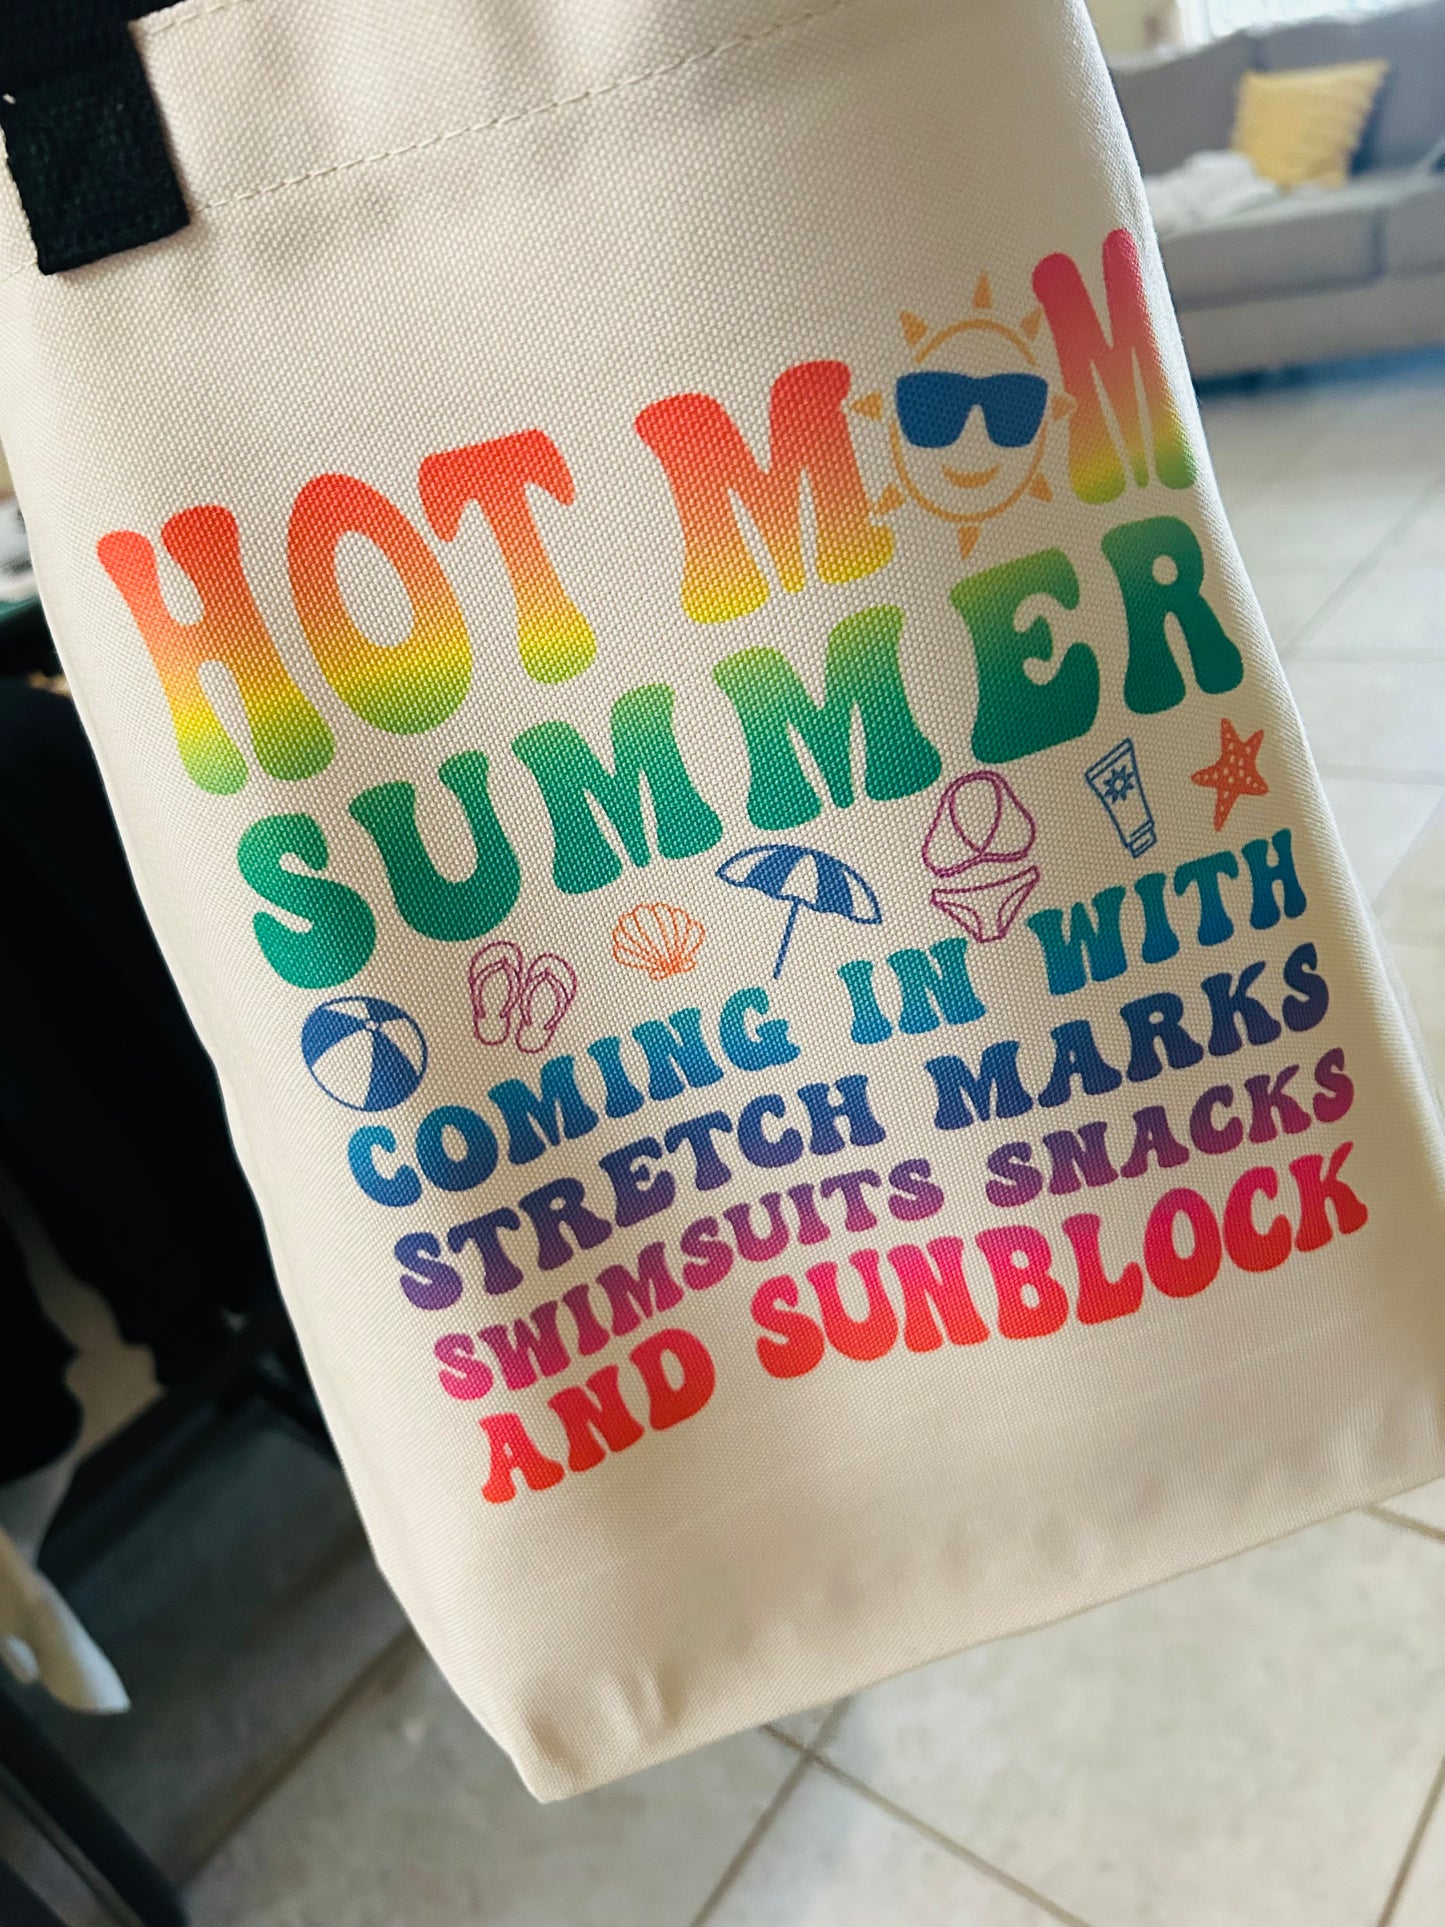 HOT MOM
SUMMER
COMING IN WITH
STRETCH MARKS
SWIMSUITS SNACKS
AND SUNBLOCK